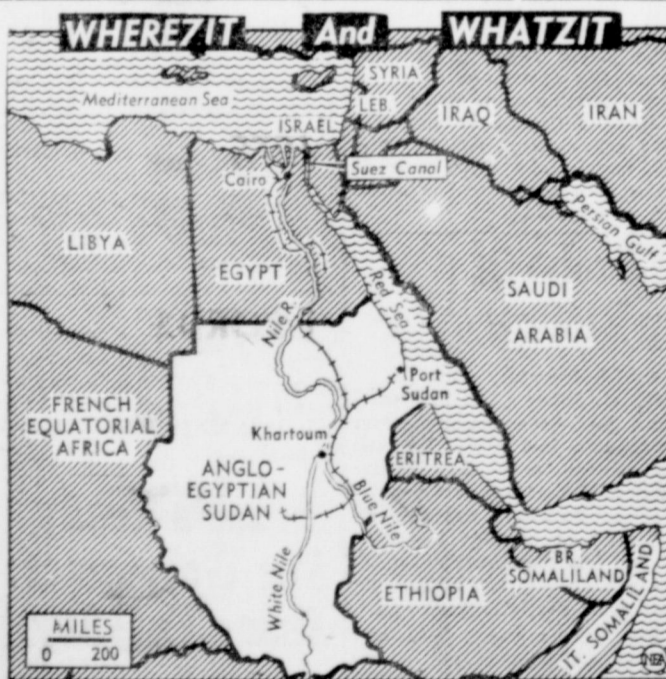 WHEREZIT And WHATZIT
SYRIA
Mediterranean Sea
LEB.
IRAQ
IRAN
ISRAEL
Cairo
Suez Canal
Persian Gulf
LIBYA
EGYPT
Red Sea
SAUDI
ARABIA
Nile R.
Port
Sudan
FRENCH
EQUATORIAL
AFRICA
Khartoum
ERITREA
ANGLO-
EGYPTIAN
SUDAN
Blue Nile
White Nile
BR.
SOMALILAND
ETHIOPIA
IT. SOMALILAND
MILES
0 200